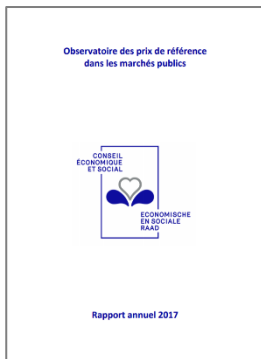 Observatoire des prix de référence
dans les marchés publics
CONSEIL
ÉCONOMIQUE
ET SOCIAL
ECONOMISCHE
EN SOCIALE
RAAD
Rapport annuel 2017